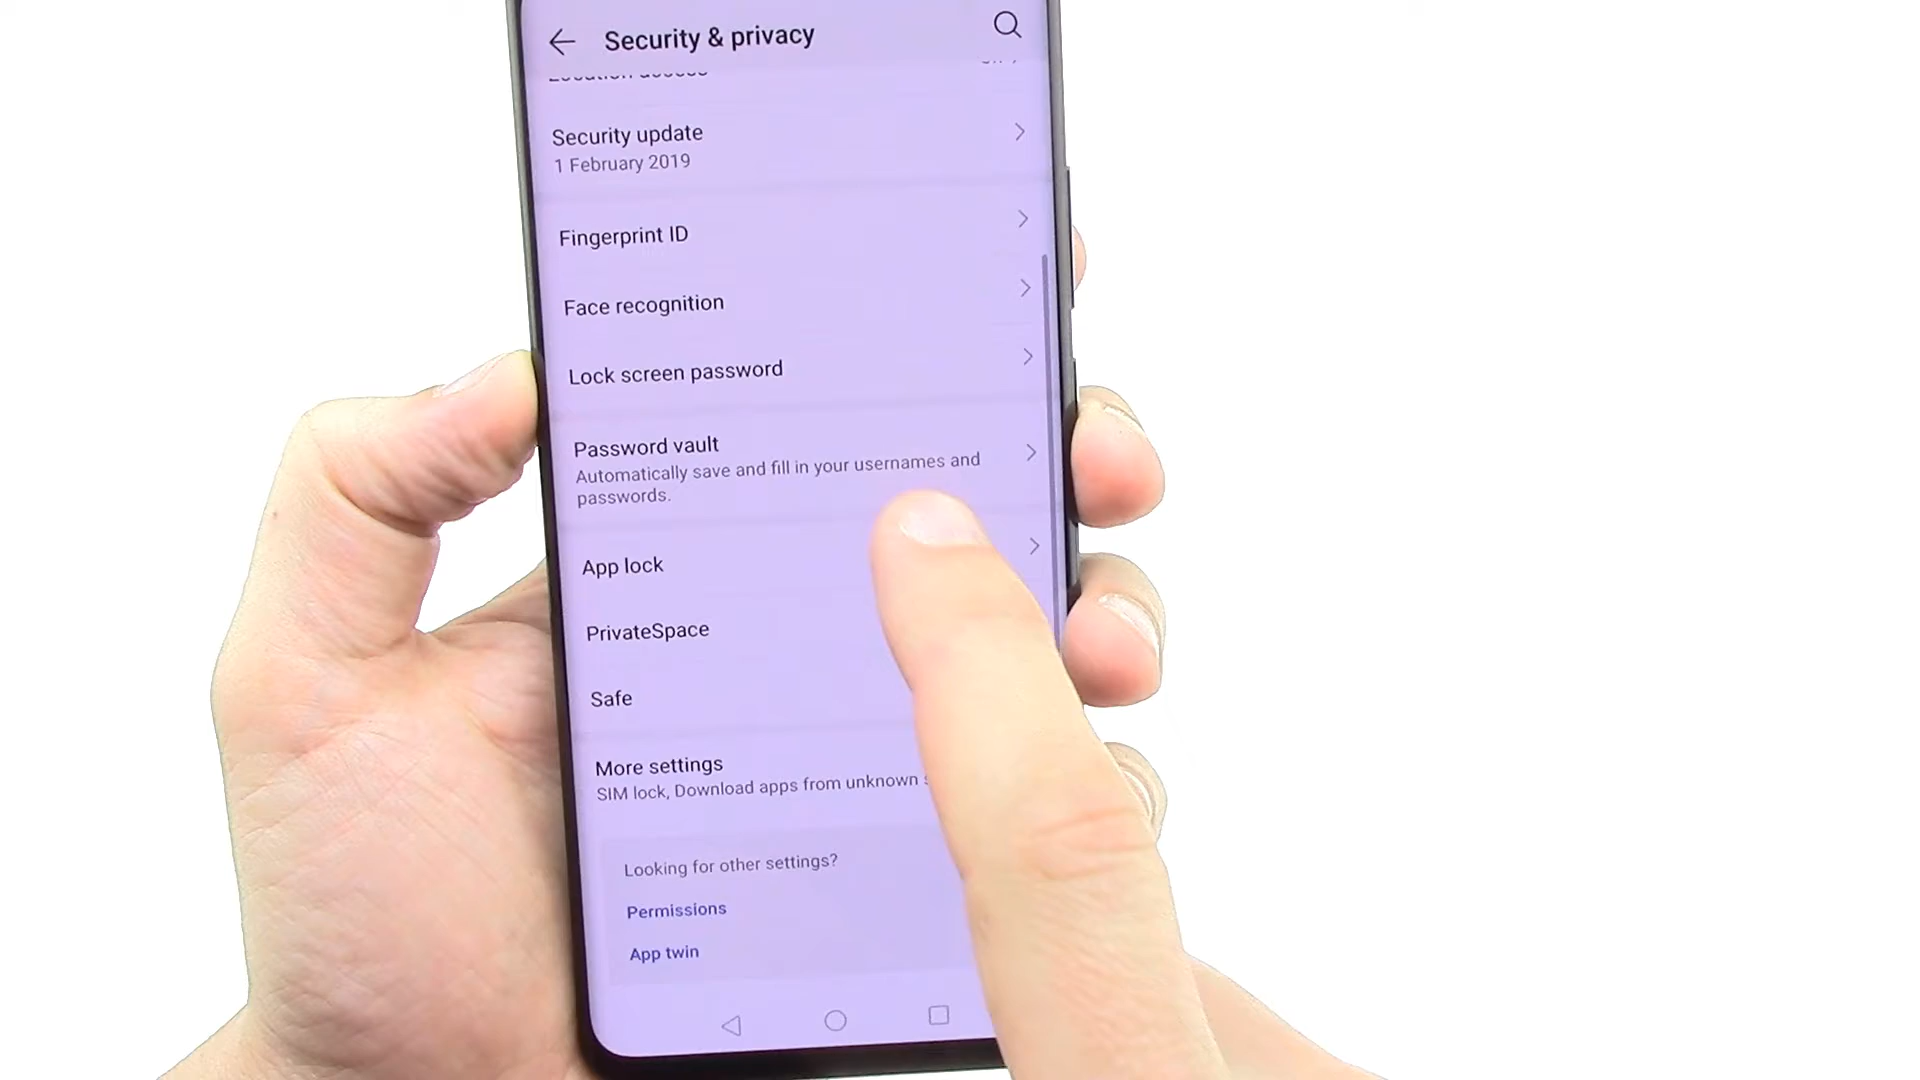 Security & privacy
Security update
1 February 2019
Fingerprint ID
Face recognition
Lock screen password
Password vault
Automatically save and fill in your usernames and
passwords.
App lock
PrivateSpace
Safe
More settings
SIM lock, Download apps from unknown
Looking for other settings?
Permissions
App twin